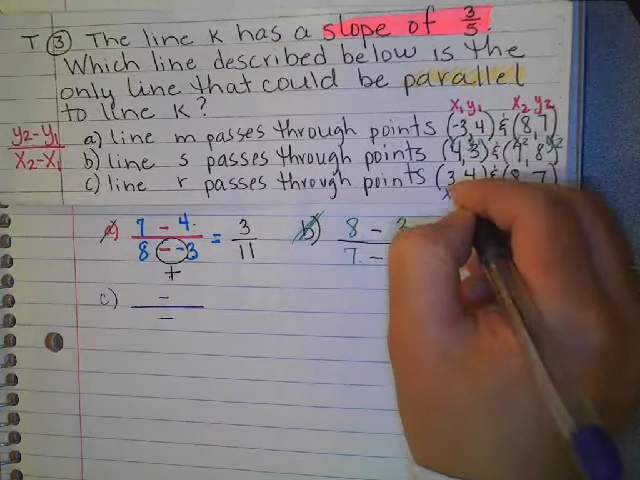 T ③ The line K has a slope of 3/5.
Which line described below is the
only line that could be parallel
to line K?
x₁ y₁ x₂ y₂
y₂-y₁ a) line m passes through points (-3,4) & (8,7)
x₂-x₁ b) line s passes through points (4,3) & (7,8)
c) line r passes through points (3,4) & (8,7)
a) 7 - 4 / 8 - -3 = 3/11 b) 8 - 3 / 7 -
+
c) - / -